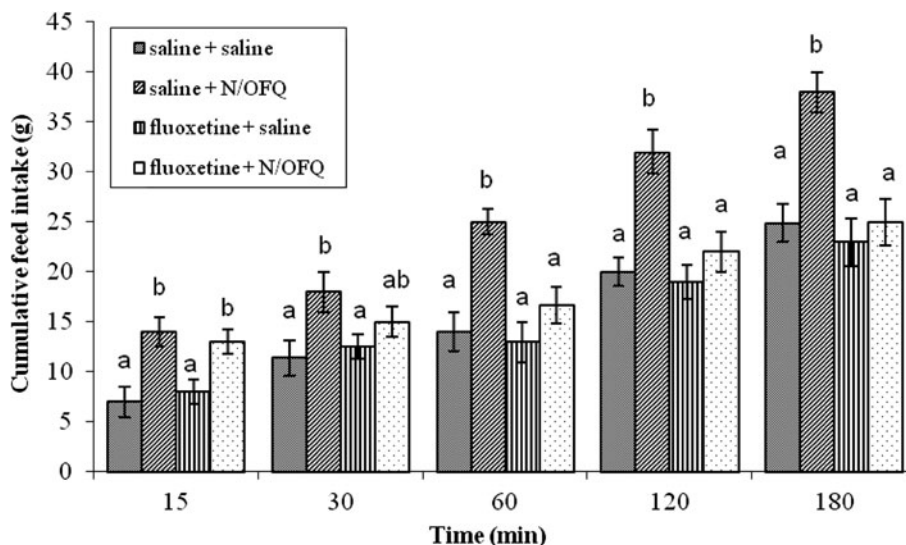 45
40
35
30
25
20
15
10
5
0
Cumulative feed intake (g)
saline + saline
saline + N/OFQ
fluoxetine + saline
fluoxetine + N/OFQ
a b a b
a b a ab
a b a a
a b a a
a b a a
15 30 60 120 180
Time (min)